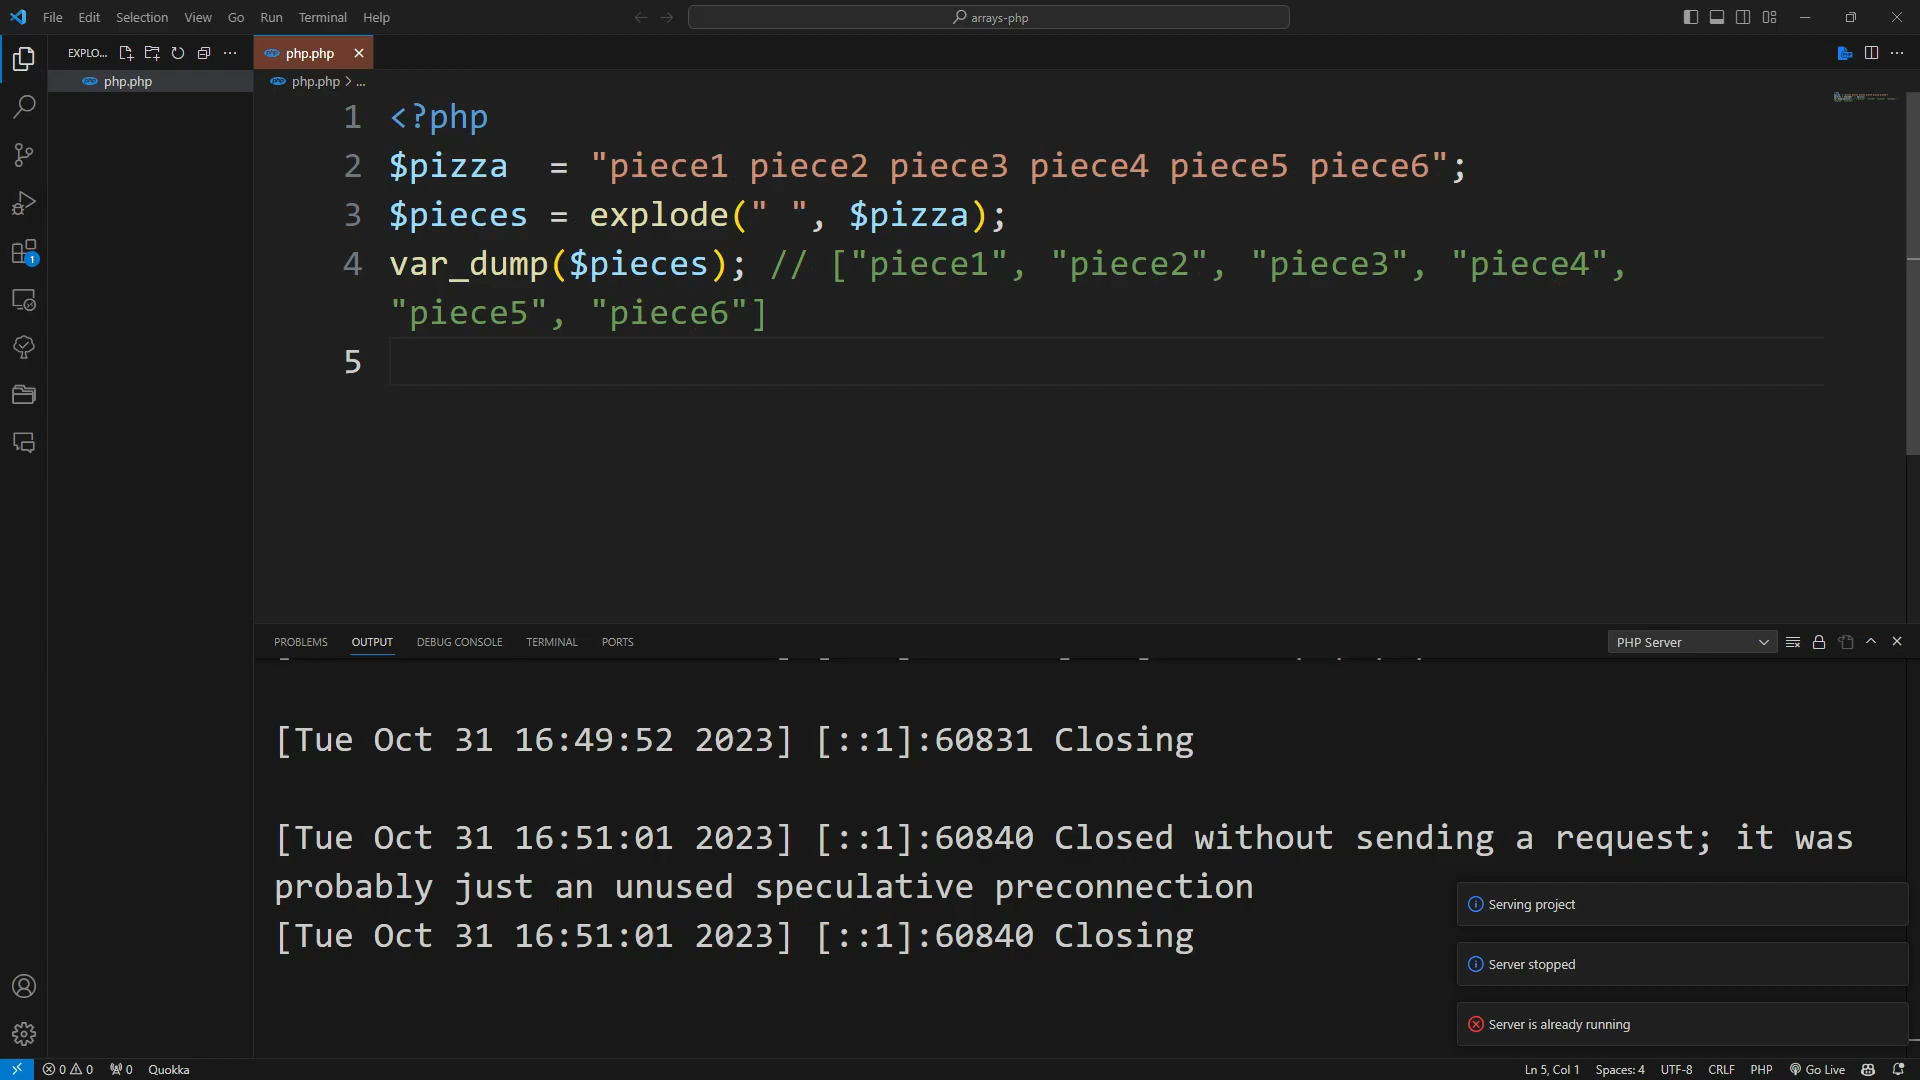 File Edit Selection View Go Run Terminal Help
arrays-php
EXPLO...
php.php
php.php
php.php > ...
1 <?php
2 $pizza  = "piece1 piece2 piece3 piece4 piece5 piece6";
3 $pieces = explode(" ", $pizza);
4 var_dump($pieces); // ["piece1", "piece2", "piece3", "piece4",
"piece5", "piece6"]
5
1
PROBLEMS OUTPUT DEBUG CONSOLE TERMINAL PORTS
PHP Server
[Tue Oct 31 16:49:52 2023] [::1]:60831 Closing
[Tue Oct 31 16:51:01 2023] [::1]:60840 Closed without sending a request; it was
probably just an unused speculative preconnection
[Tue Oct 31 16:51:01 2023] [::1]:60840 Closing
Serving project
Server stopped
Server is already running
0 0 0 Quokka
Ln 5, Col 1 Spaces: 4 UTF-8 CRLF PHP Go Live